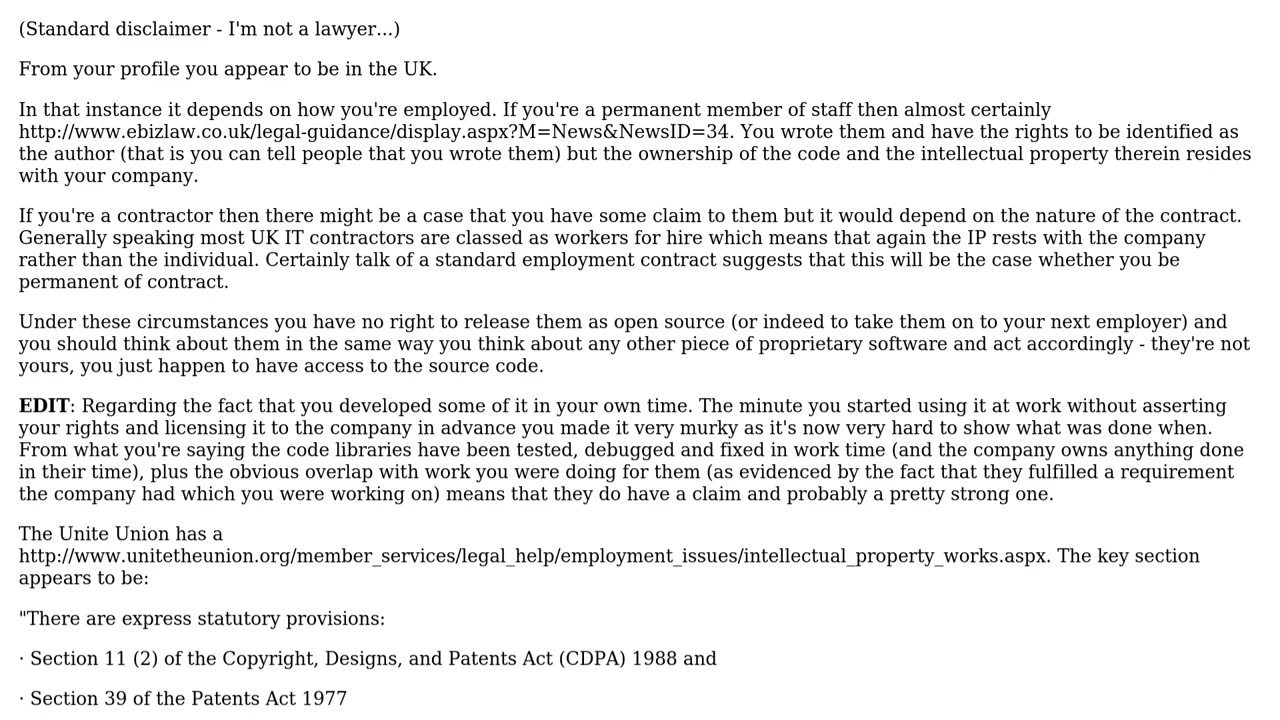 (Standard disclaimer - I'm not a lawyer...)
From your profile you appear to be in the UK.
In that instance it depends on how you're employed. If you're a permanent member of staff then almost certainly
http://www.ebizlaw.co.uk/legal-guidance/display.aspx?M=News&NewsID=34. You wrote them and have the rights to be identified as
the author (that is you can tell people that you wrote them) but the ownership of the code and the intellectual property therein resides
with your company.
If you're a contractor then there might be a case that you have some claim to them but it would depend on the nature of the contract.
Generally speaking most UK IT contractors are classed as workers for hire which means that again the IP rests with the company
rather than the individual. Certainly talk of a standard employment contract suggests that this will be the case whether you be
permanent of contract.
Under these circumstances you have no right to release them as open source (or indeed to take them on to your next employer) and
you should think about them in the same way you think about any other piece of proprietary software and act accordingly - they're not
yours, you just happen to have access to the source code.
EDIT: Regarding the fact that you developed some of it in your own time. The minute you started using it at work without asserting
your rights and licensing it to the company in advance you made it very murky as it's now very hard to show what was done when.
From what you're saying the code libraries have been tested, debugged and fixed in work time (and the company owns anything done
in their time), plus the obvious overlap with work you were doing for them (as evidenced by the fact that they fulfilled a requirement
the company had which you were working on) means that they do have a claim and probably a pretty strong one.
The Unite Union has a
http://www.unitetheunion.org/member_services/legal_help/employment_issues/intellectual_property_works.aspx. The key section
appears to be:
"There are express statutory provisions:
· Section 11 (2) of the Copyright, Designs, and Patents Act (CDPA) 1988 and
· Section 39 of the Patents Act 1977